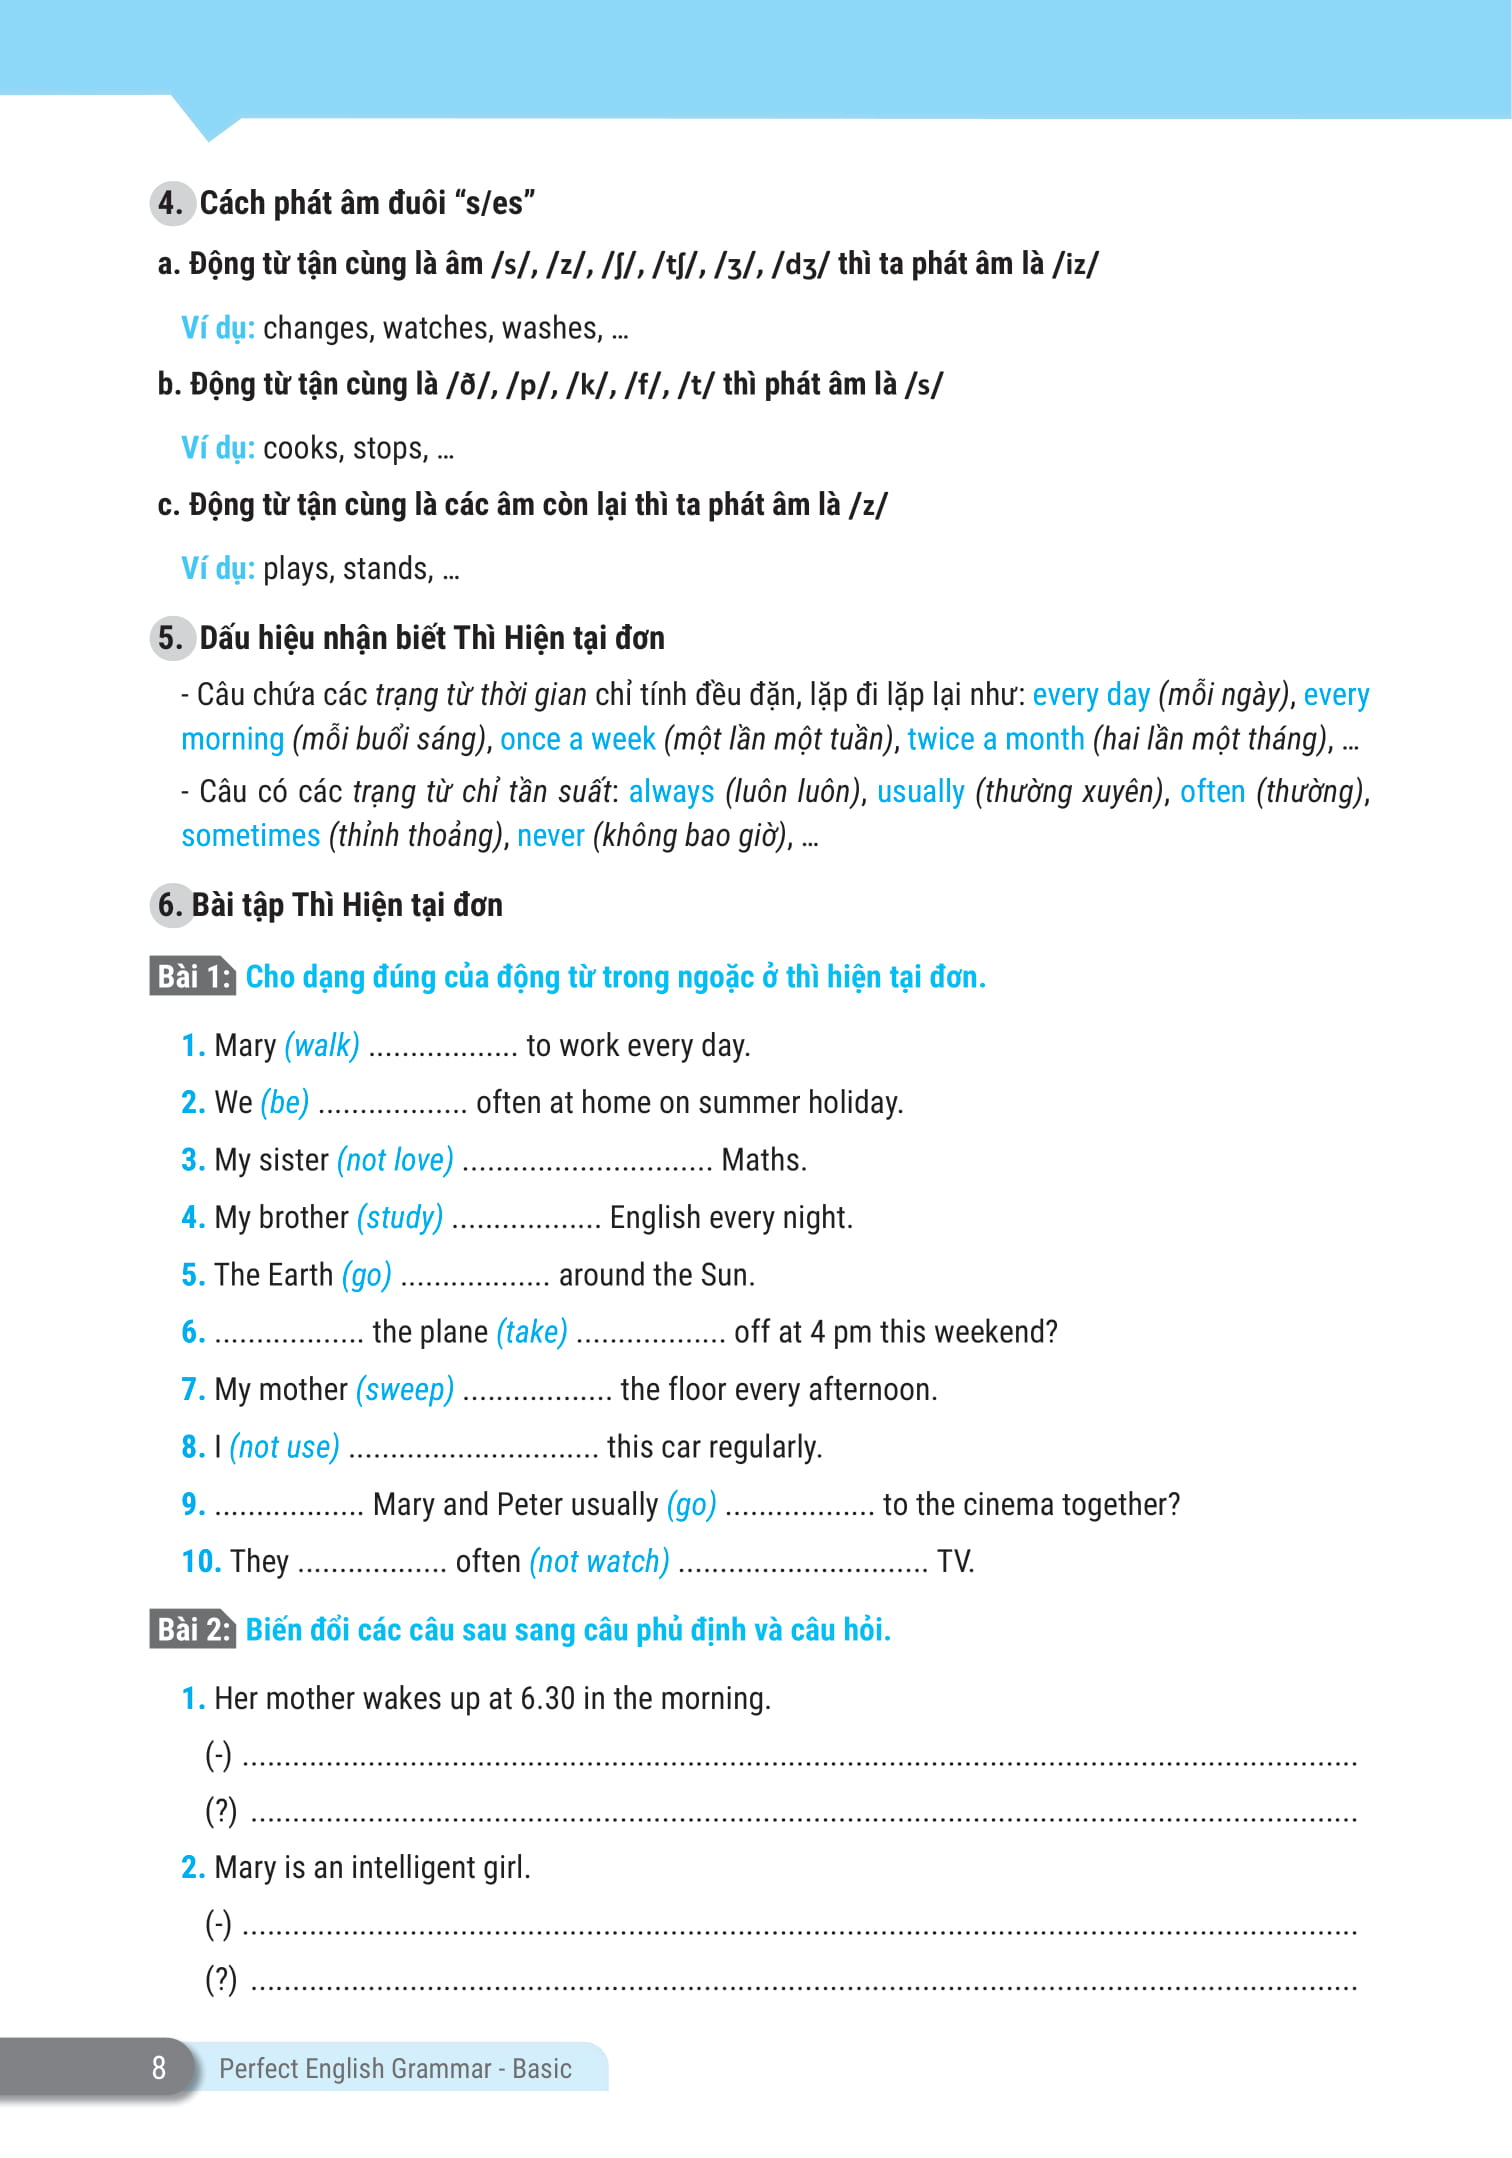 4. Cách phát âm đuôi “s/es”
a. Động từ tận cùng là âm /s/, /z/, /ʃ/, /tʃ/, /ʒ/, /dʒ/ thì ta phát âm là /iz/
Ví dụ: changes, watches, washes, ...
b. Động từ tận cùng là /ð/, /p/, /k/, /f/, /t/ thì phát âm là /s/
Ví dụ: cooks, stops, ...
c. Động từ tận cùng là các âm còn lại thì ta phát âm là /z/
Ví dụ: plays, stands, ...
5. Dấu hiệu nhận biết Thì Hiện tại đơn
- Câu chứa các trạng từ thời gian chỉ tính đều đặn, lặp đi lặp lại như: every day (mỗi ngày), every
morning (mỗi buổi sáng), once a week (một lần một tuần), twice a month (hai lần một tháng), ...
- Câu có các trạng từ chỉ tần suất: always (luôn luôn), usually (thường xuyên), often (thường),
sometimes (thỉnh thoảng), never (không bao giờ), ...
6. Bài tập Thì Hiện tại đơn
Bài 1: Cho dạng đúng của động từ trong ngoặc ở thì hiện tại đơn.
1. Mary (walk) .................. to work every day.
2. We (be) .................. often at home on summer holiday.
3. My sister (not love) .............................. Maths.
4. My brother (study) .................. English every night.
5. The Earth (go) .................. around the Sun.
6. .................. the plane (take) .................. off at 4 pm this weekend?
7. My mother (sweep) .................. the floor every afternoon.
8. I (not use) .............................. this car regularly.
9. .................. Mary and Peter usually (go) .................. to the cinema together?
10. They .................. often (not watch) .............................. TV.
Bài 2: Biến đổi các câu sau sang câu phủ định và câu hỏi.
1. Her mother wakes up at 6.30 in the morning.
(-) ....................................................................................................................................
(?) ....................................................................................................................................
2. Mary is an intelligent girl.
(-) ....................................................................................................................................
(?) ....................................................................................................................................
8 Perfect English Grammar - Basic